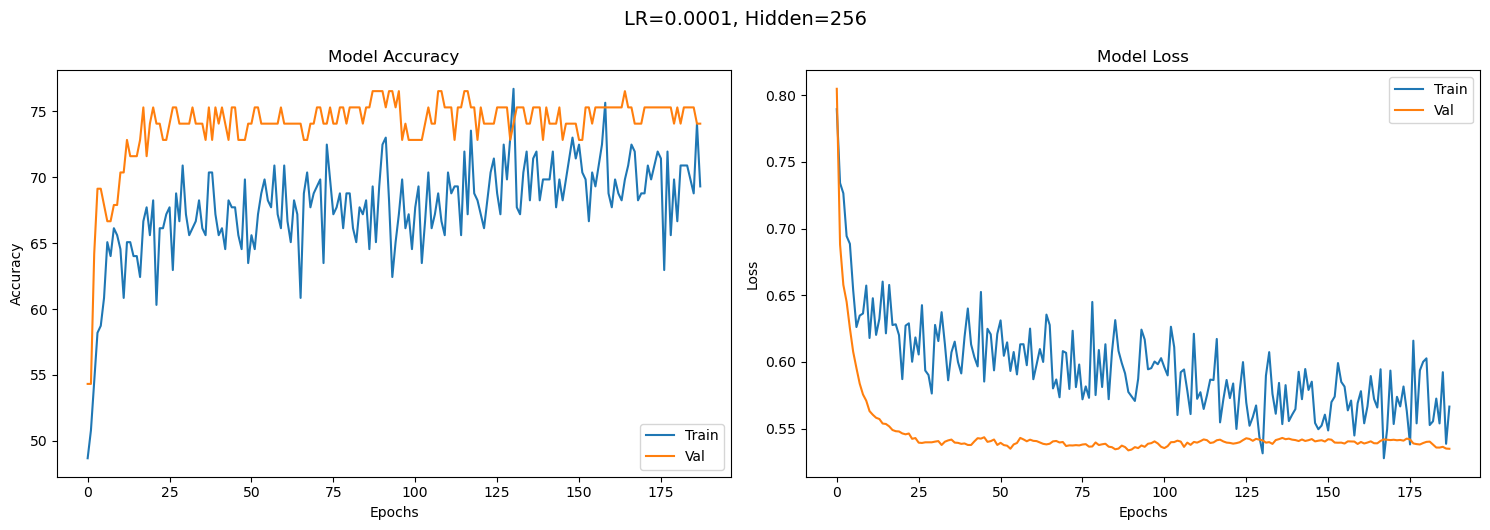 LR=0.0001, Hidden=256
Model Accuracy
Accuracy
75
70
65
60
55
50
0
25
50
75
100
125
150
175
Epochs
Train
Val
Model Loss
Loss
0.80
0.75
0.70
0.65
0.60
0.55
0
25
50
75
100
125
150
175
Epochs
Train
Val